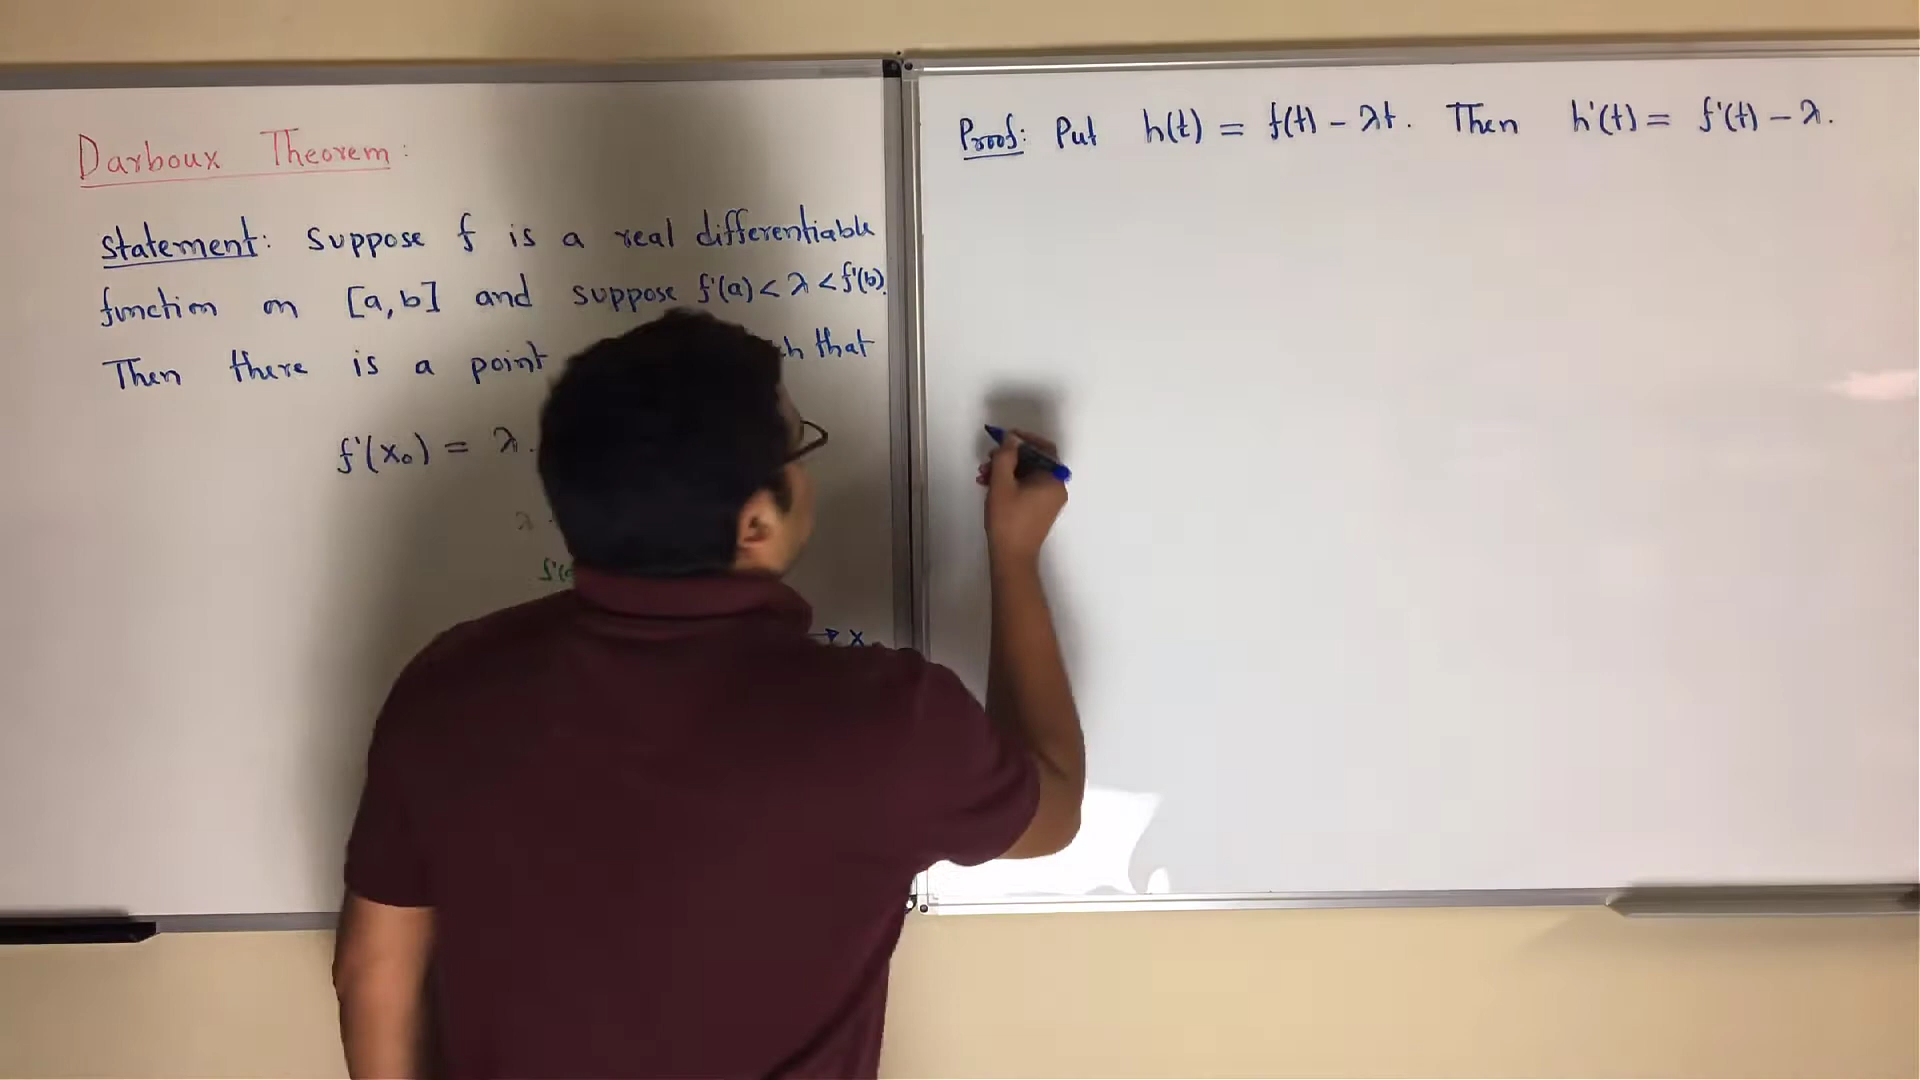 Darboux Theorem:
Statement: Suppose f is a real differentiable
function on [a, b] and suppose f'(a) < λ < f'(b).
Then there is a point that
f'(x₀) = λ.
λ
x
Proof: Put h(t) = f(t) - λt. Then h'(t) = f'(t) - λ.